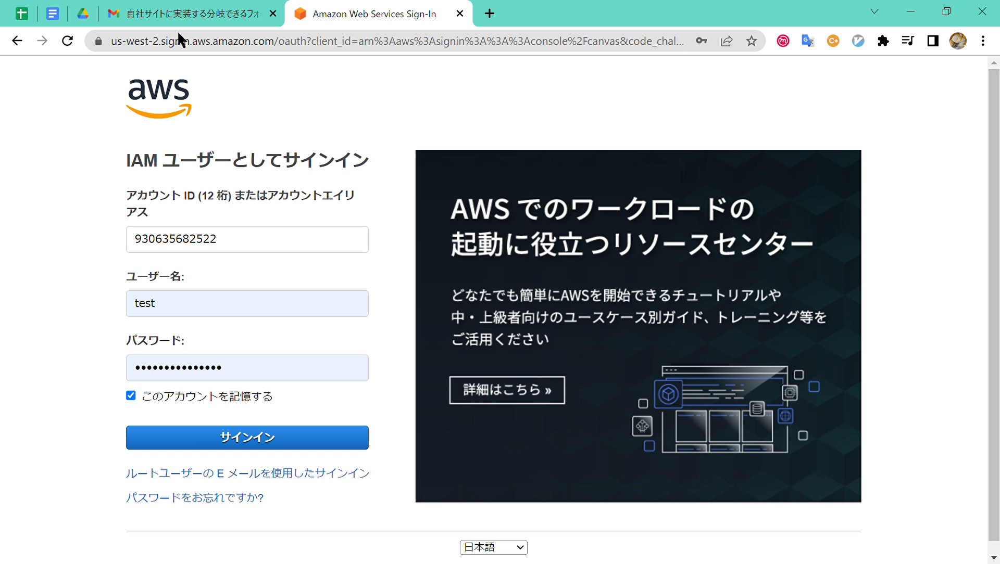 自社サイトに実装する分岐できるフォ
Amazon Web Services Sign-In
us-west-2.signin.aws.amazon.com/oauth?client_id=arn%3Aaws%3Asignin%3A%3A%3Aconsole%2Fcanvas&code_chal...
aws
IAM ユーザーとしてサインイン
アカウント ID (12 桁) またはアカウントエイリ
アス
930635682522
ユーザー名:
test
パスワード:
•••••••••••••••
このアカウントを記憶する
サインイン
ルートユーザーの E メールを使用したサインイン
パスワードをお忘れですか?
AWS でのワークロードの
起動に役立つリソースセンター
どなたでも簡単にAWSを開始できるチュートリアルや
中・上級者向けのユースケース別ガイド、トレーニング等を
ご活用ください
詳細はこちら »
日本語